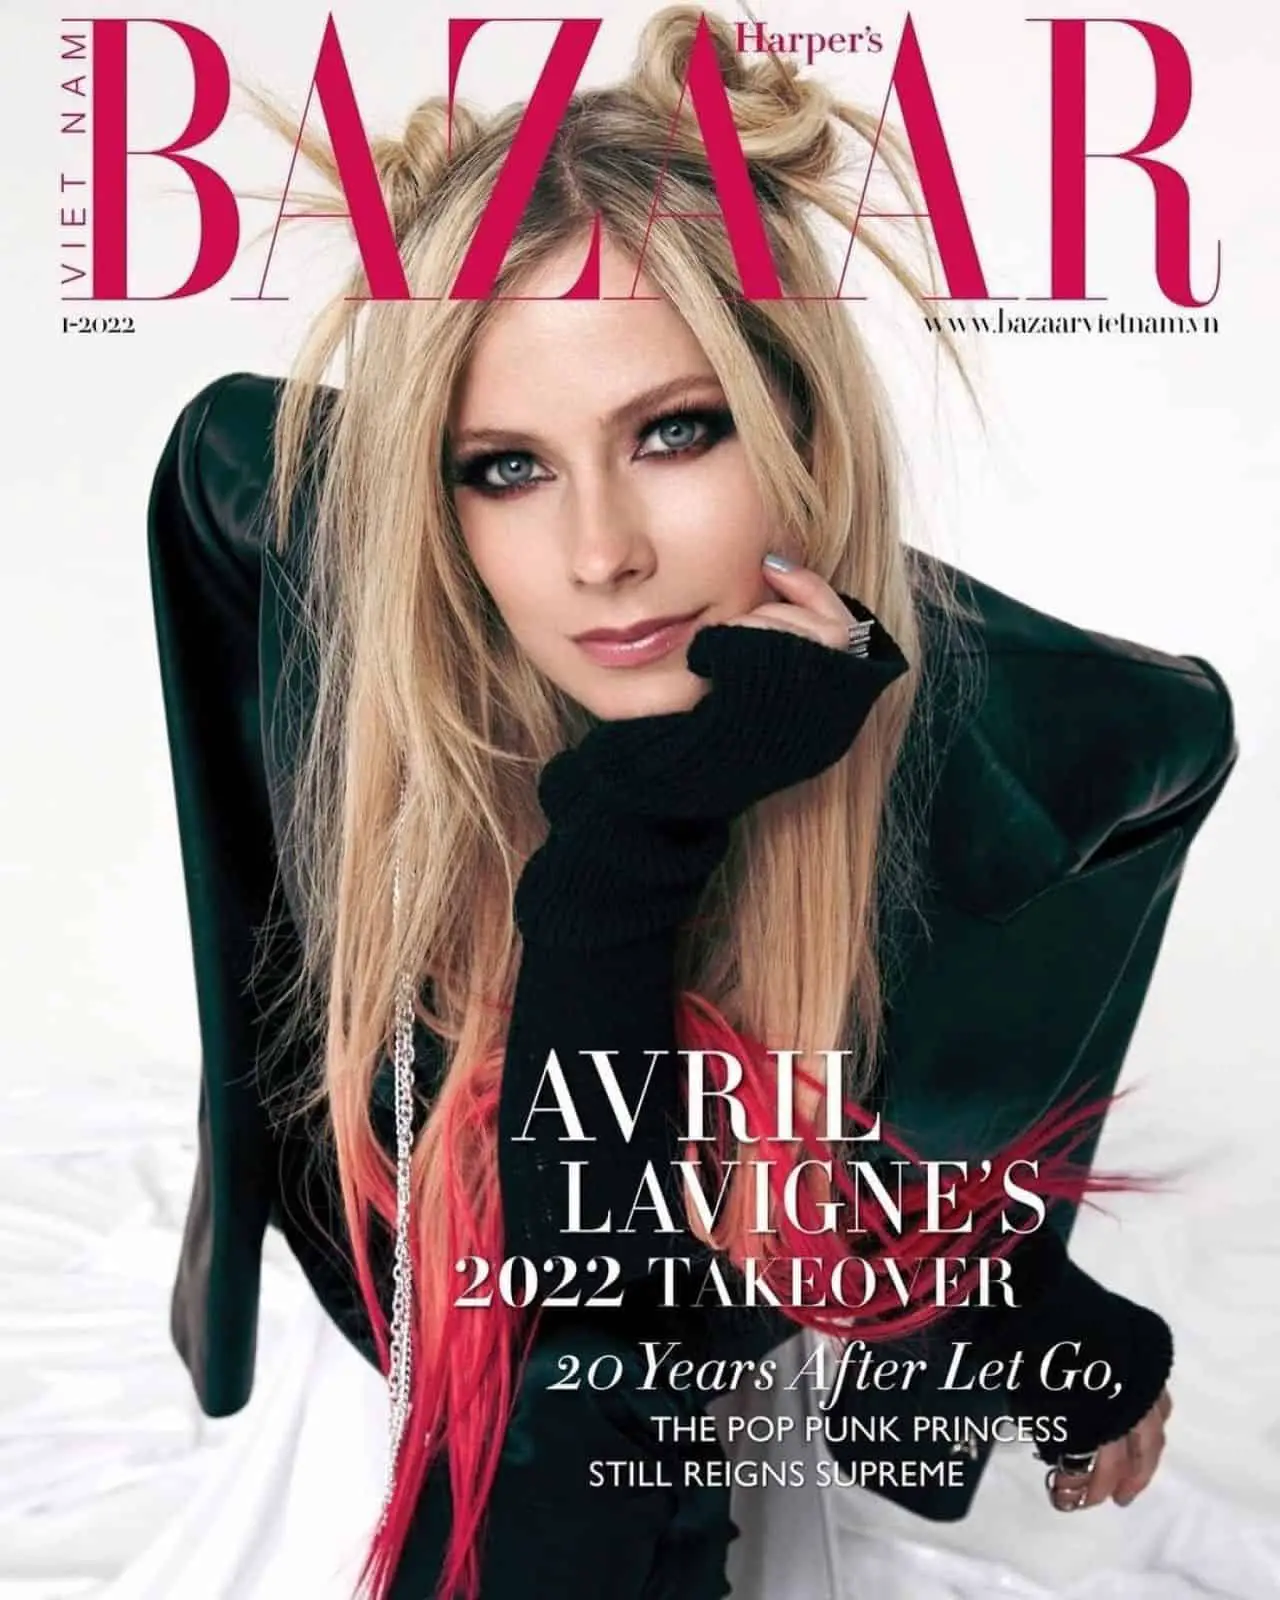 Harper's
BAZAAR
VIET NAM
1-2022
www.bazaarvietnam.vn
AVRIL
LAVIGNE'S
2022 TAKEOVER
20 Years After Let Go,
THE POP PUNK PRINCESS
STILL REIGNS SUPREME